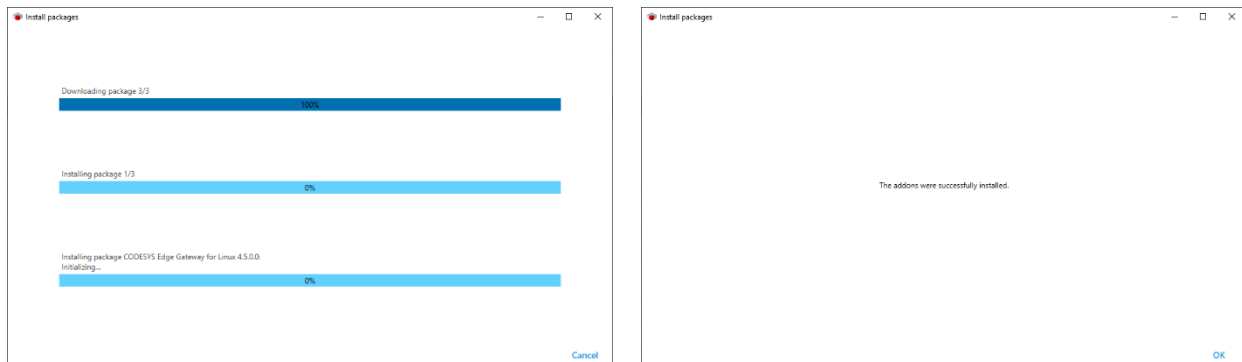 Install packages
Downloading package 3/3
100%
Installing package 1/3
0%
Installing package CODESYS Edge Gateway for Linux 4.5.0.0:
Initializing...
0%
Cancel
Install packages
The addons were successfully installed.
OK